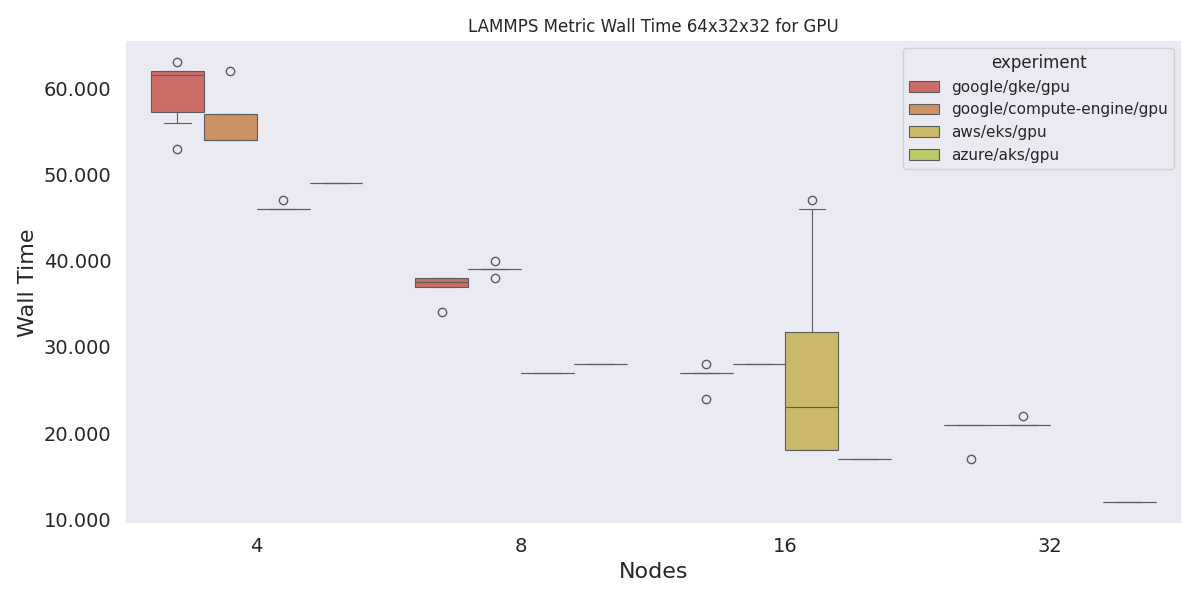 LAMMPS Metric Wall Time 64x32x32 for GPU
experiment
google/gke/gpu
google/compute-engine/gpu
aws/eks/gpu
azure/aks/gpu
Wall Time
60.000
50.000
40.000
30.000
20.000
10.000
4
8
16
32
Nodes